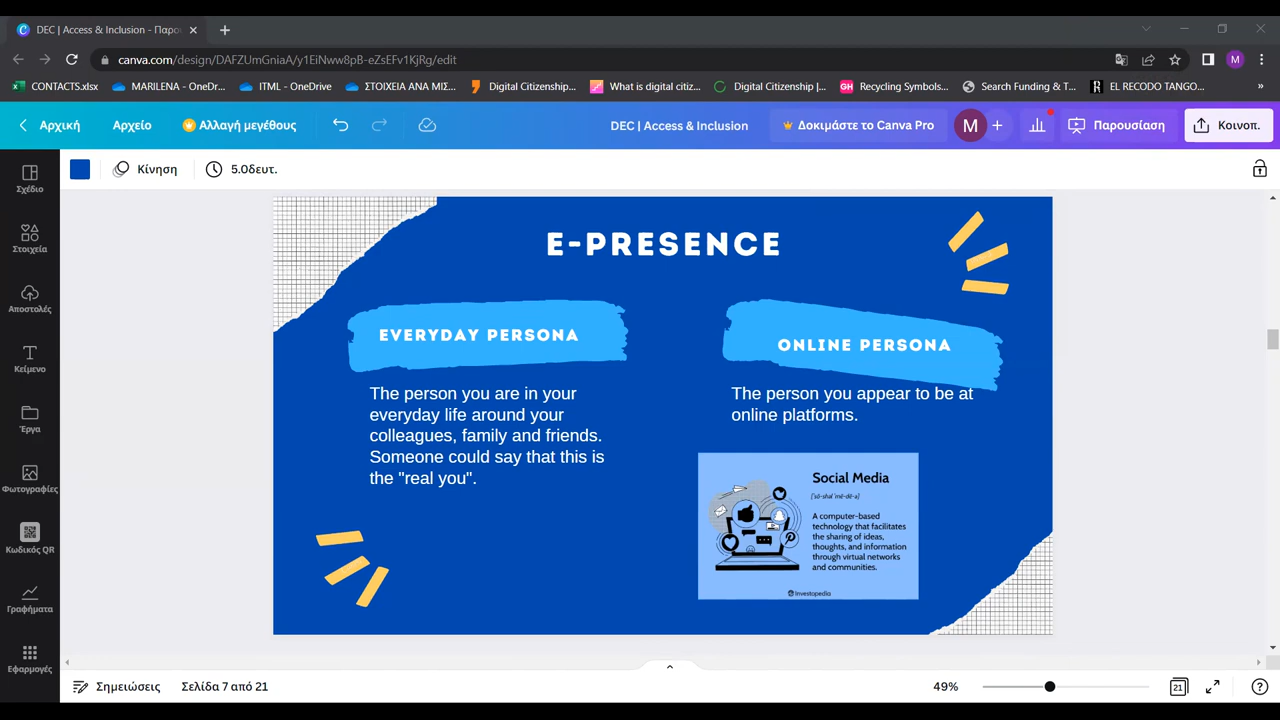 DEC | Access & Inclusion - Παρου
canva.com/design/DAFZUmGniaA/y1EiNww8pB-eZsEFv1KjRg/edit
M
CONTACTS.xlsx
MARILENA - OneDr...
ITML - OneDrive
ΣΤΟΙΧΕΙΑ ΑΝΑ ΜΙΣ...
Digital Citizenship...
What is digital citiz...
Digital Citizenship |...
GH
Recycling Symbols...
Search Funding & T...
EL RECODO TANGO...
»
Αρχική
Αρχείο
Αλλαγή μεγέθους
DEC | Access & Inclusion
Δοκιμάστε το Canva Pro
M
Παρουσίαση
Κοινοπ.
Κίνηση
5.0δευτ.
Σχέδιο
Στοιχεία
Αποστολές
Κείμενο
Έργα
Φωτογραφίες
Κωδικός QR
Γραφήματα
Εφαρμογές
E-PRESENCE
EVERYDAY PERSONA
The person you are in your
everyday life around your
colleagues, family and friends.
Someone could say that this is
the "real you".
ONLINE PERSONA
The person you appear to be at
online platforms.
Social Media
['sō-shəl 'mē-dē-ə]
A computer-based
technology that facilitates
the sharing of ideas,
thoughts, and information
through virtual networks
and communities.
Investopedia
Σημειώσεις
Σελίδα 7 από 21
49%
21